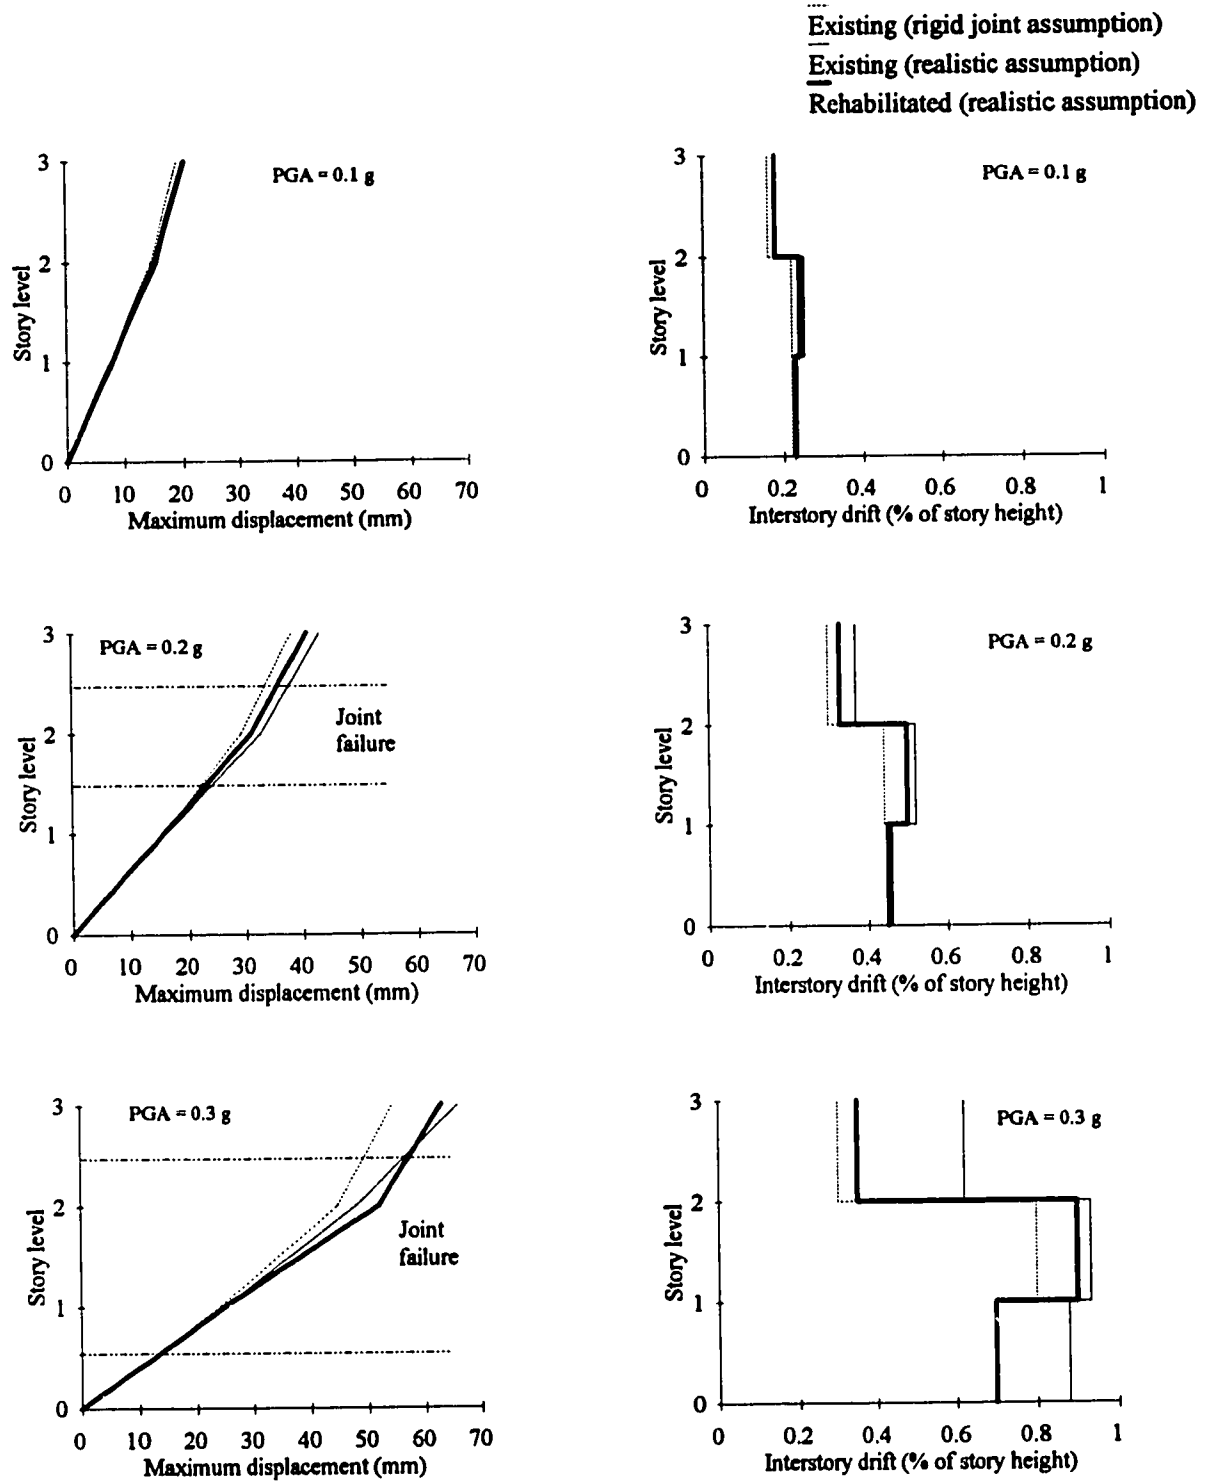 Existing (rigid joint assumption)
Existing (realistic assumption)
Rehabilitated (realistic assumption)
PGA = 0.1 g
3
2
1
0
Story level
0 10 20 30 40 50 60 70
Maximum displacement (mm)
PGA = 0.1 g
3
2
1
0
Story level
0 0.2 0.4 0.6 0.8 1
Interstory drift (% of story height)
PGA = 0.2 g
3
2
1
0
Story level
Joint
failure
0 10 20 30 40 50 60 70
Maximum displacement (mm)
PGA = 0.2 g
3
2
1
0
Story level
0 0.2 0.4 0.6 0.8 1
Interstory drift (% of story height)
PGA = 0.3 g
3
2
1
0
Story level
Joint
failure
0 10 20 30 40 50 60 70
Maximum displacement (mm)
PGA = 0.3 g
3
2
1
0
Story level
0 0.2 0.4 0.6 0.8 1
Interstory drift (% of story height)